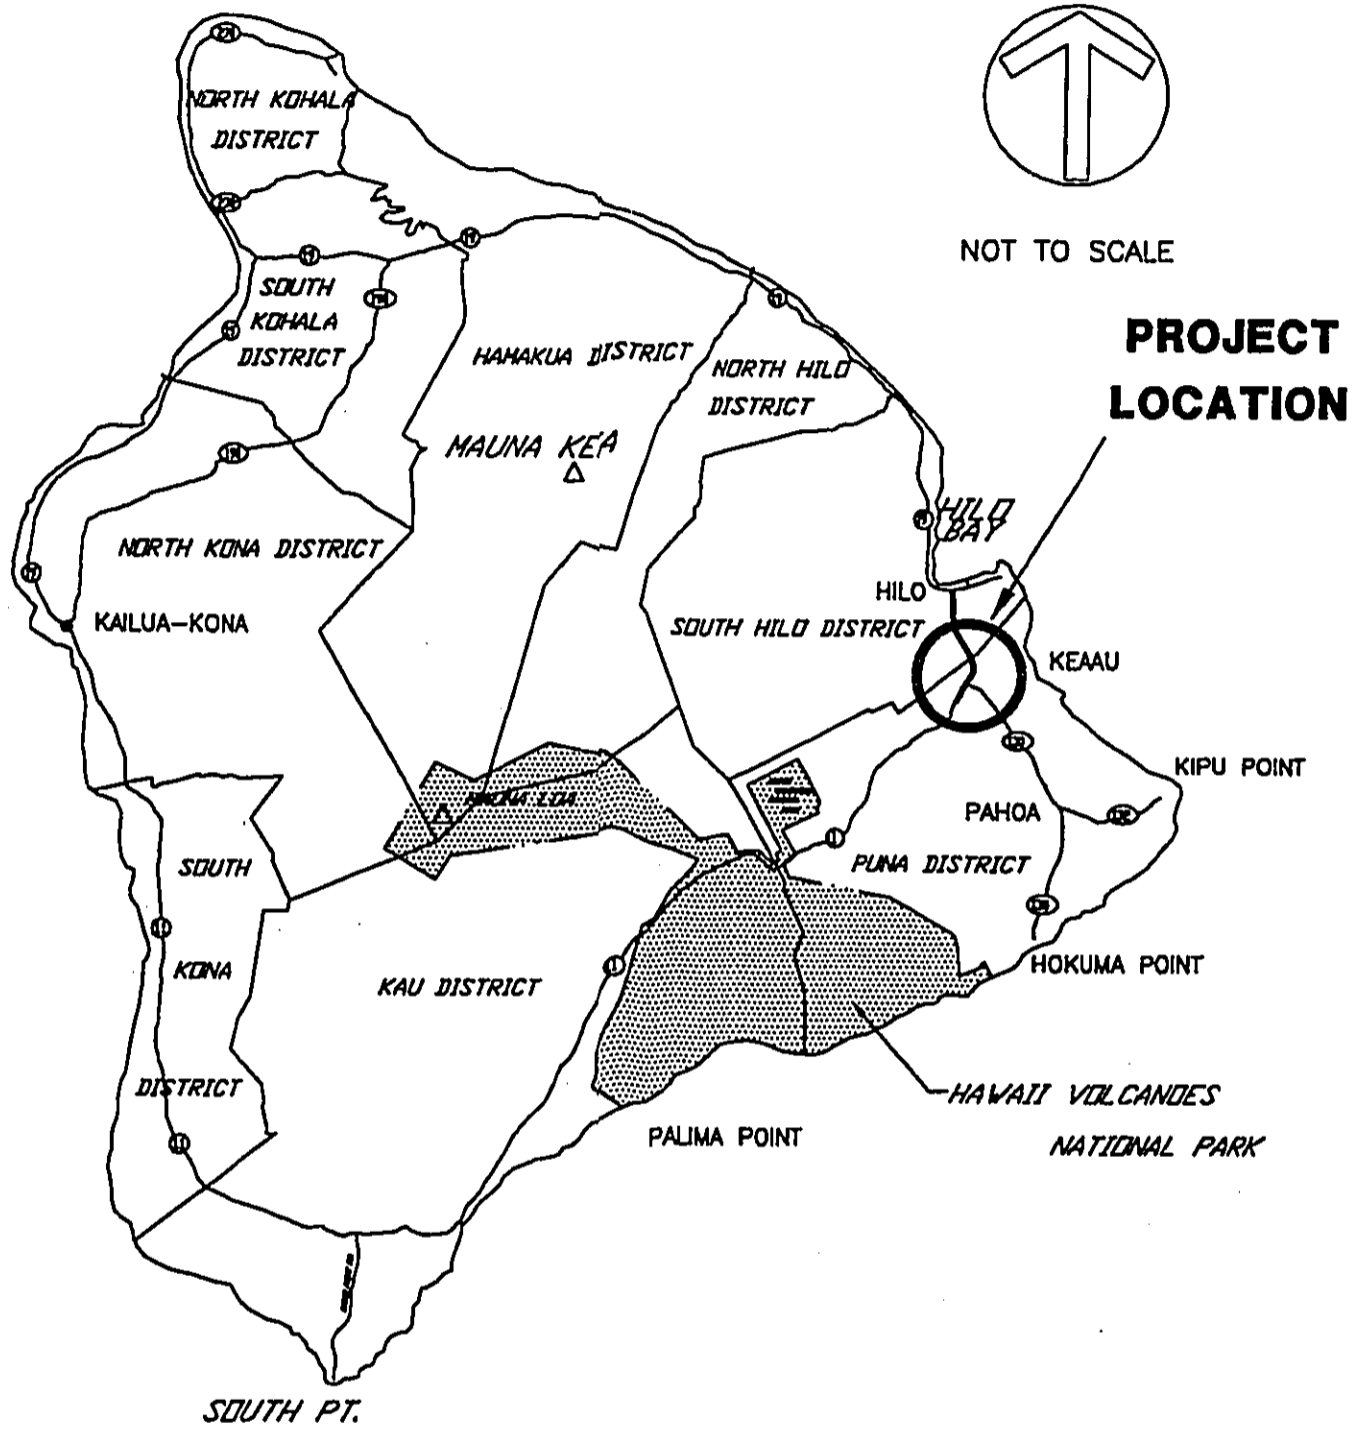 NORTH KOHALA
DISTRICT
NOT TO SCALE
PROJECT
LOCATION
SOUTH
KOHALA
DISTRICT
HAMAKUA DISTRICT
NORTH HILO
DISTRICT
MAUNA KEA
HILO
BAY
NORTH KONA DISTRICT
HILO
KAILUA-KONA
SOUTH HILO DISTRICT
KEAAU
KIPU POINT
MAUNA LOA
PAHOA
SOUTH
PUNA DISTRICT
KONA
KAU DISTRICT
HOKUMA POINT
DISTRICT
HAWAII VOLCANOES
NATIONAL PARK
PALIMA POINT
SOUTH PT.